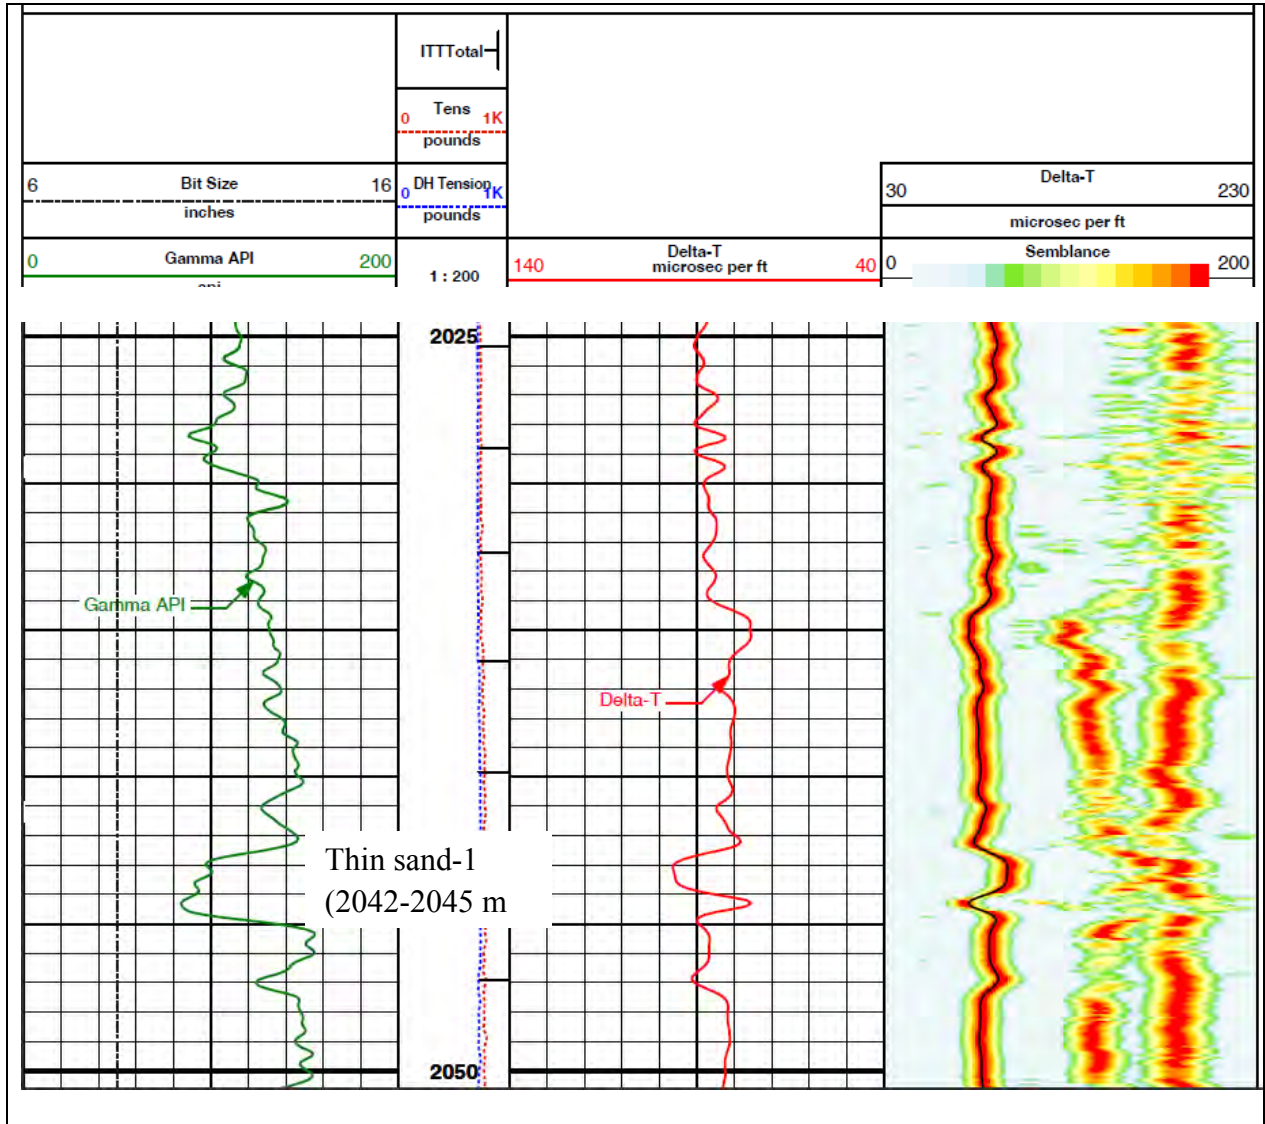 ITTTotal
Tens
0 1K
pounds
6 Bit Size 16
inches
0 DH Tension 1K
pounds
Delta-T
30 230
microsec per ft
0 Gamma API 200
1 : 200
140 Delta-T 40
microsec per ft
0 Semblance 200
2025
Gamma API
Delta-T
Thin sand-1
(2042-2045 m
2050